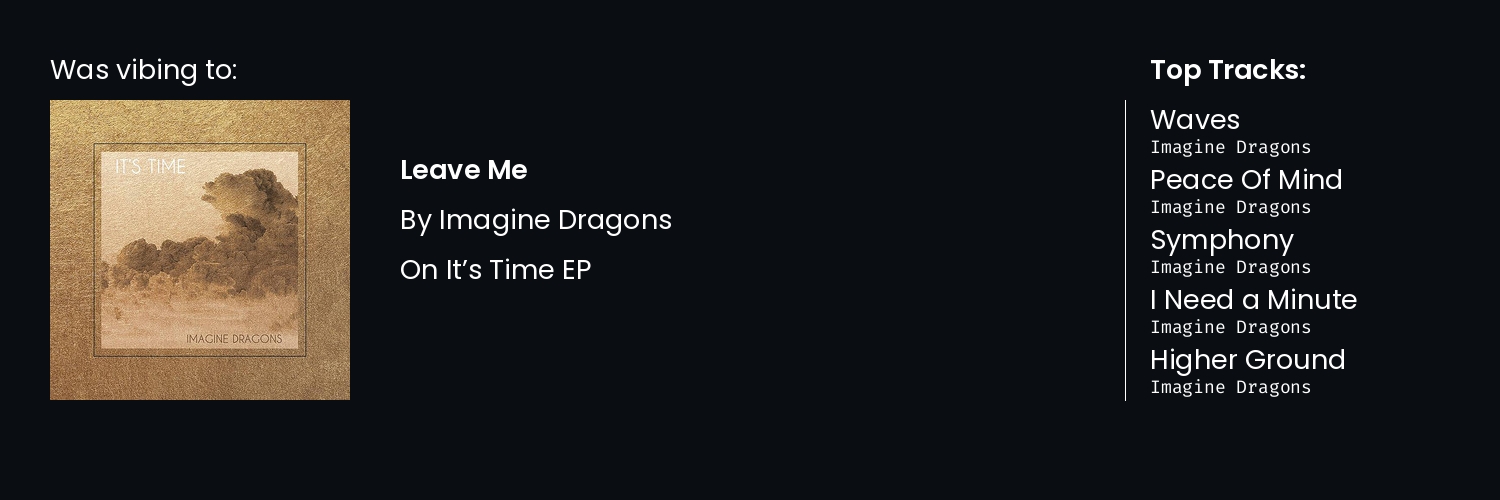 Was vibing to:
IT'S TIME
IMAGINE DRAGONS
Leave Me
By Imagine Dragons
On It’s Time EP
Top Tracks:
Waves
Imagine Dragons
Peace Of Mind
Imagine Dragons
Symphony
Imagine Dragons
I Need a Minute
Imagine Dragons
Higher Ground
Imagine Dragons